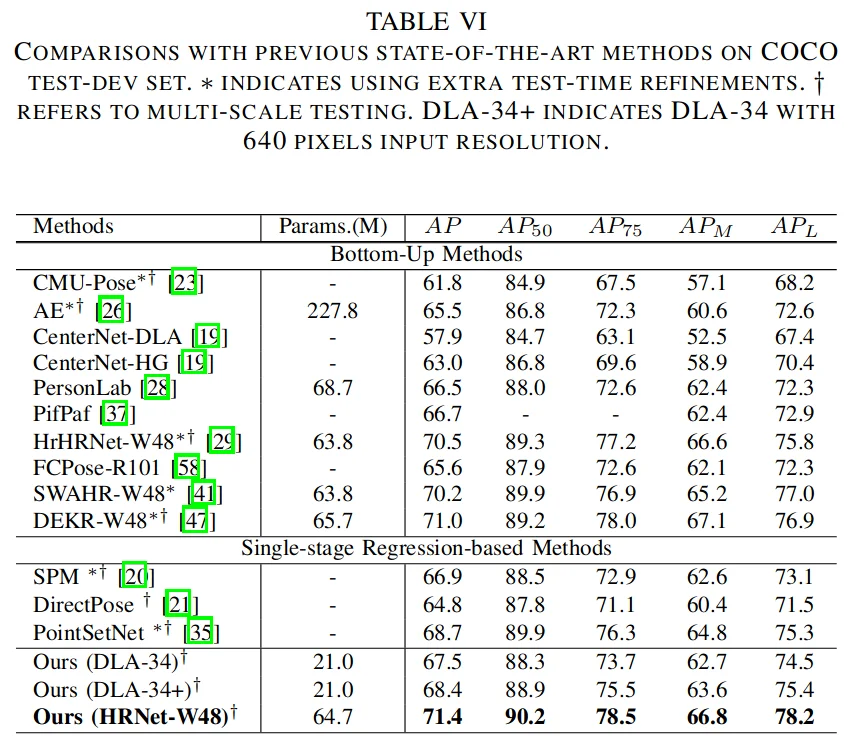 TABLE VI
COMPARISONS WITH PREVIOUS STATE-OF-THE-ART METHODS ON COCO
TEST-DEV SET. * INDICATES USING EXTRA TEST-TIME REFINEMENTS. †
REFERS TO MULTI-SCALE TESTING. DLA-34+ INDICATES DLA-34 WITH
640 PIXELS INPUT RESOLUTION.
Methods Params.(M) AP AP50 AP75 APM APL
Bottom-Up Methods
CMU-Pose*† [23] - 61.8 84.9 67.5 57.1 68.2
AE*† [26] 227.8 65.5 86.8 72.3 60.6 72.6
CenterNet-DLA [19] - 57.9 84.7 63.1 52.5 67.4
CenterNet-HG [19] - 63.0 86.8 69.6 58.9 70.4
PersonLab [28] 68.7 66.5 88.0 72.6 62.4 72.3
PifPaf [37] - 66.7 - - 62.4 72.9
HrHRNet-W48*† [29] 63.8 70.5 89.3 77.2 66.6 75.8
FCPose-R101 [58] - 65.6 87.9 72.6 62.1 72.3
SWAHR-W48* [41] 63.8 70.2 89.9 76.9 65.2 77.0
DEKR-W48*† [47] 65.7 71.0 89.2 78.0 67.1 76.9
Single-stage Regression-based Methods
SPM *† [20] - 66.9 88.5 72.9 62.6 73.1
DirectPose † [21] - 64.8 87.8 71.1 60.4 71.5
PointSetNet *† [35] - 68.7 89.9 76.3 64.8 75.3
Ours (DLA-34)† 21.0 67.5 88.3 73.7 62.7 74.5
Ours (DLA-34+)† 21.0 68.4 88.9 75.5 63.6 75.4
Ours (HRNet-W48)† 64.7 71.4 90.2 78.5 66.8 78.2